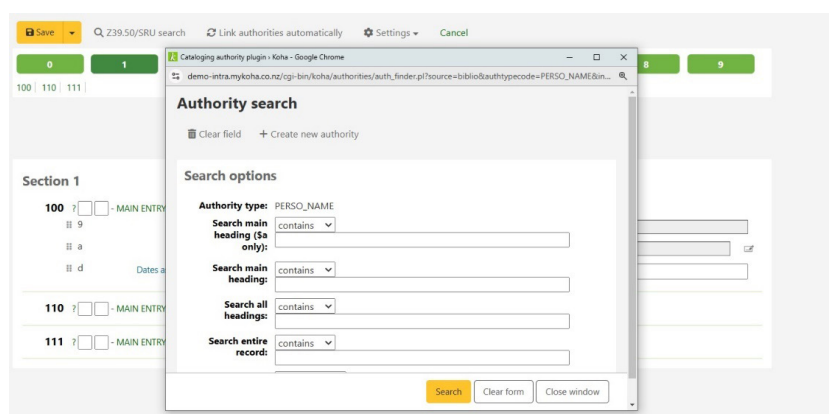 Save
Z39.50/SRU search
Link authorities automatically
Settings
Cancel
0
1
8
9
100 110 111
Cataloging authority plugin › Koha - Google Chrome
demo-intra.mykoha.co.nz/cgi-bin/koha/authorities/auth_finder.pl?source=biblio&authtypecode=PERSO_NAME&in...
Authority search
Clear field
+ Create new authority
Search options
Authority type: PERSO_NAME
Search main heading ($a only):
contains
Search main heading:
contains
Search all headings:
contains
Search entire record:
contains
Search
Clear form
Close window
Section 1
100 ? - MAIN ENTRY
9
a
d Dates a
110 ? - MAIN ENTRY
111 ? - MAIN ENTRY